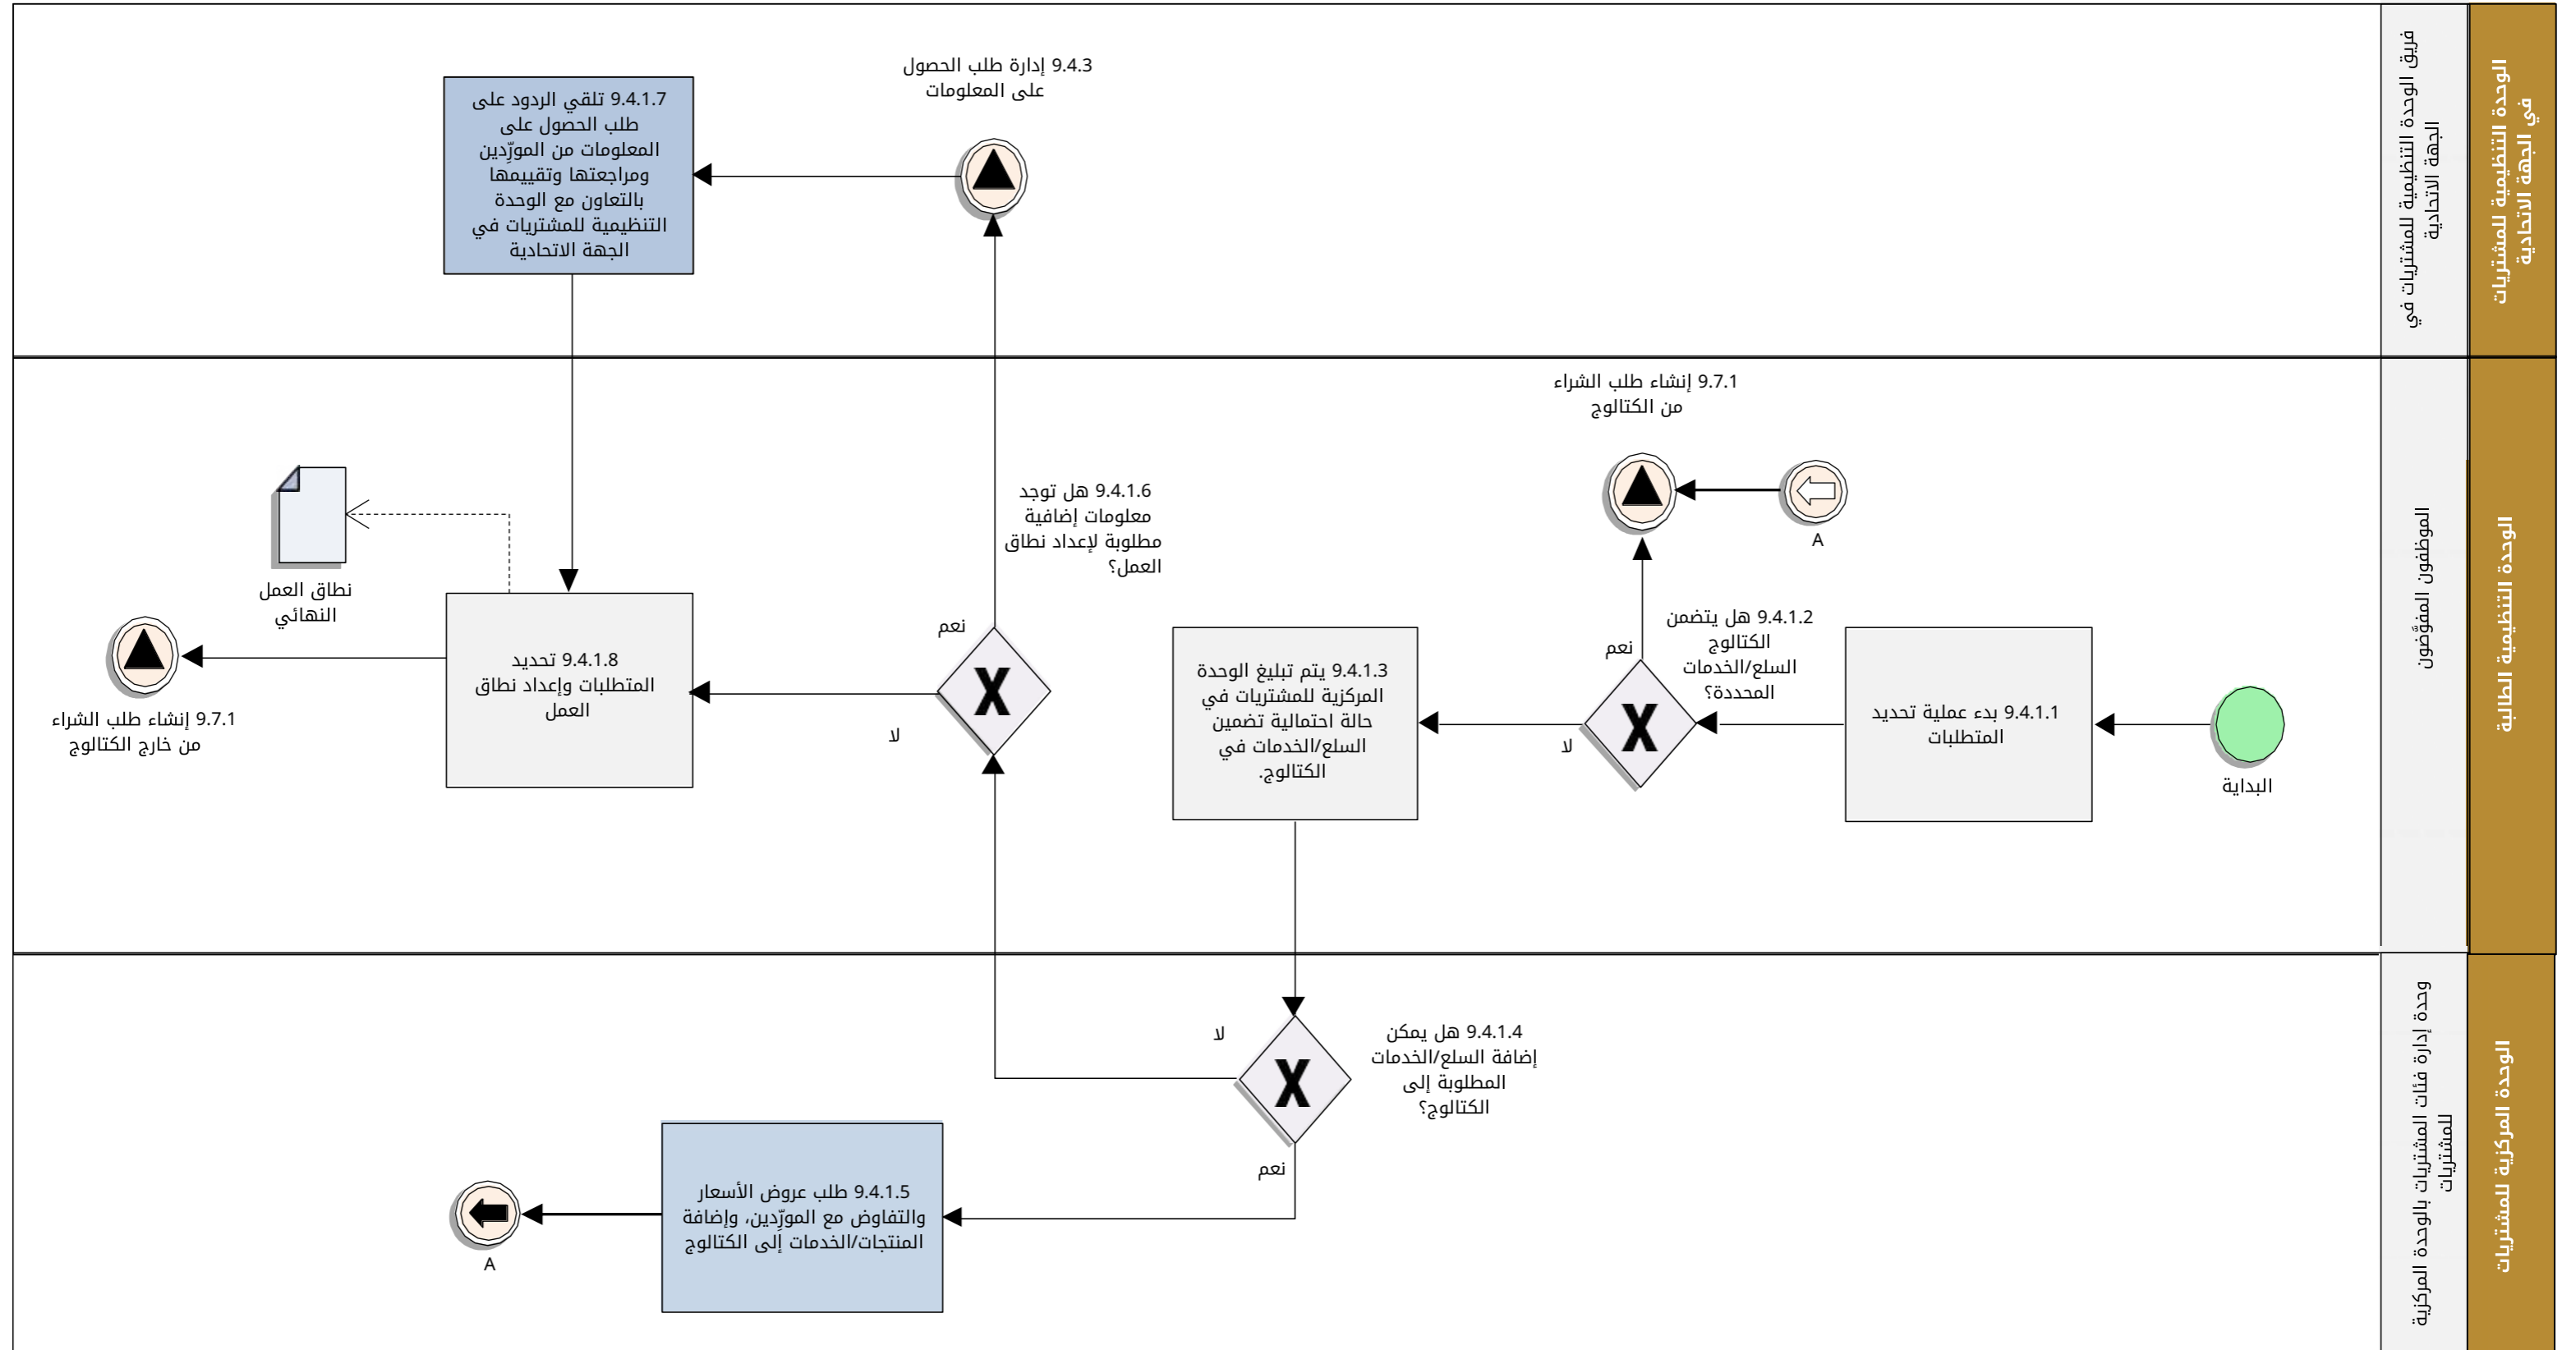 الوحدة التنظيمية للمشتريات
في الجهة الاتحادية
فريق الوحدة التنظيمية للمشتريات في
الجهة الاتحادية
9.4.3 إدارة طلب الحصول
على المعلومات
9.4.1.7 تلقي الردود على
طلب الحصول على
المعلومات من المورِّدين
ومراجعتها وتقييمها
بالتعاون مع الوحدة
التنظيمية للمشتريات في
الجهة الاتحادية
الوحدة التنظيمية الطالبة
الموظفون المفوَّضون
البداية
9.4.1.1 بدء عملية تحديد
المتطلبات
9.4.1.2 هل يتضمن
الكتالوج
السلع/الخدمات
المحددة؟
نعم
لا
9.7.1 إنشاء طلب الشراء
من الكتالوج
A
9.4.1.3 يتم تبليغ الوحدة
المركزية للمشتريات في
حالة احتمالية تضمين
السلع/الخدمات في
الكتالوج.
9.4.1.6 هل توجد
معلومات إضافية
مطلوبة لإعداد نطاق
العمل؟
نعم
لا
9.4.1.8 تحديد
المتطلبات وإعداد نطاق
العمل
نطاق العمل
النهائي
9.7.1 إنشاء طلب الشراء
من خارج الكتالوج
الوحدة المركزية للمشتريات
وحدة إدارة فئات المشتريات بالوحدة المركزية
للمشتريات
9.4.1.4 هل يمكن
إضافة السلع/الخدمات
المطلوبة إلى
الكتالوج؟
لا
نعم
9.4.1.5 طلب عروض الأسعار
والتفاوض مع المورِّدين، وإضافة
المنتجات/الخدمات إلى الكتالوج
A